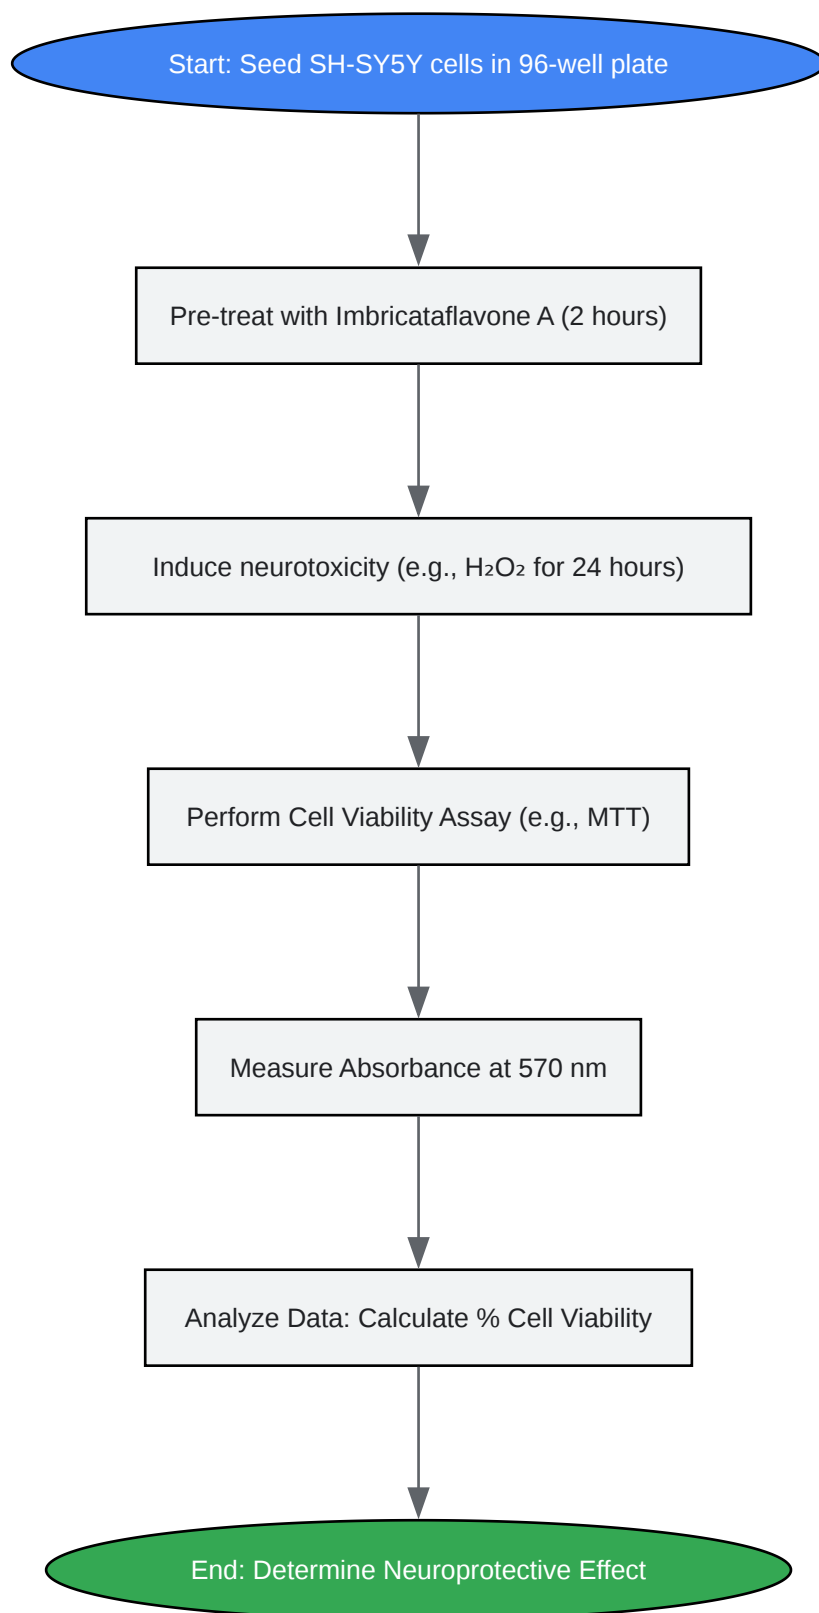 Start: Seed SH-SY5Y cells in 96-well plate
Pre-treat with Imbricataflavone A (2 hours)
Induce neurotoxicity (e.g., H₂O₂ for 24 hours)
Perform Cell Viability Assay (e.g., MTT)
Measure Absorbance at 570 nm
Analyze Data: Calculate % Cell Viability
End: Determine Neuroprotective Effect